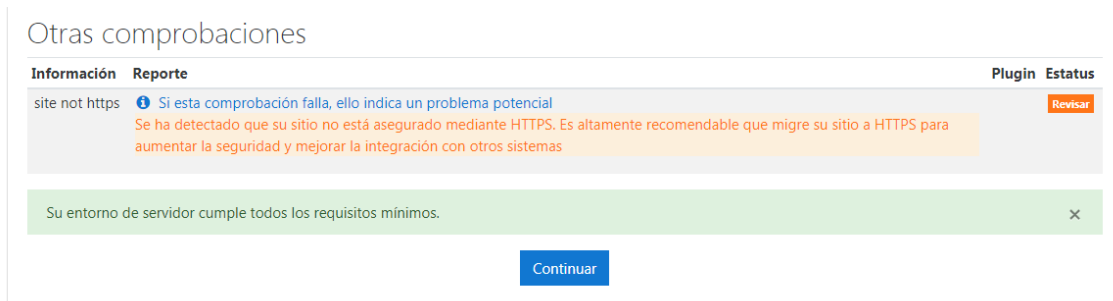 Otras comprobaciones
Información Reporte Plugin Estatus
site not https Si esta comprobación falla, ello indica un problema potencial Revisar
Se ha detectado que su sitio no está asegurado mediante HTTPS. Es altamente recomendable que migre su sitio a HTTPS para
aumentar la seguridad y mejorar la integración con otros sistemas
Su entorno de servidor cumple todos los requisitos mínimos. ×
Continuar